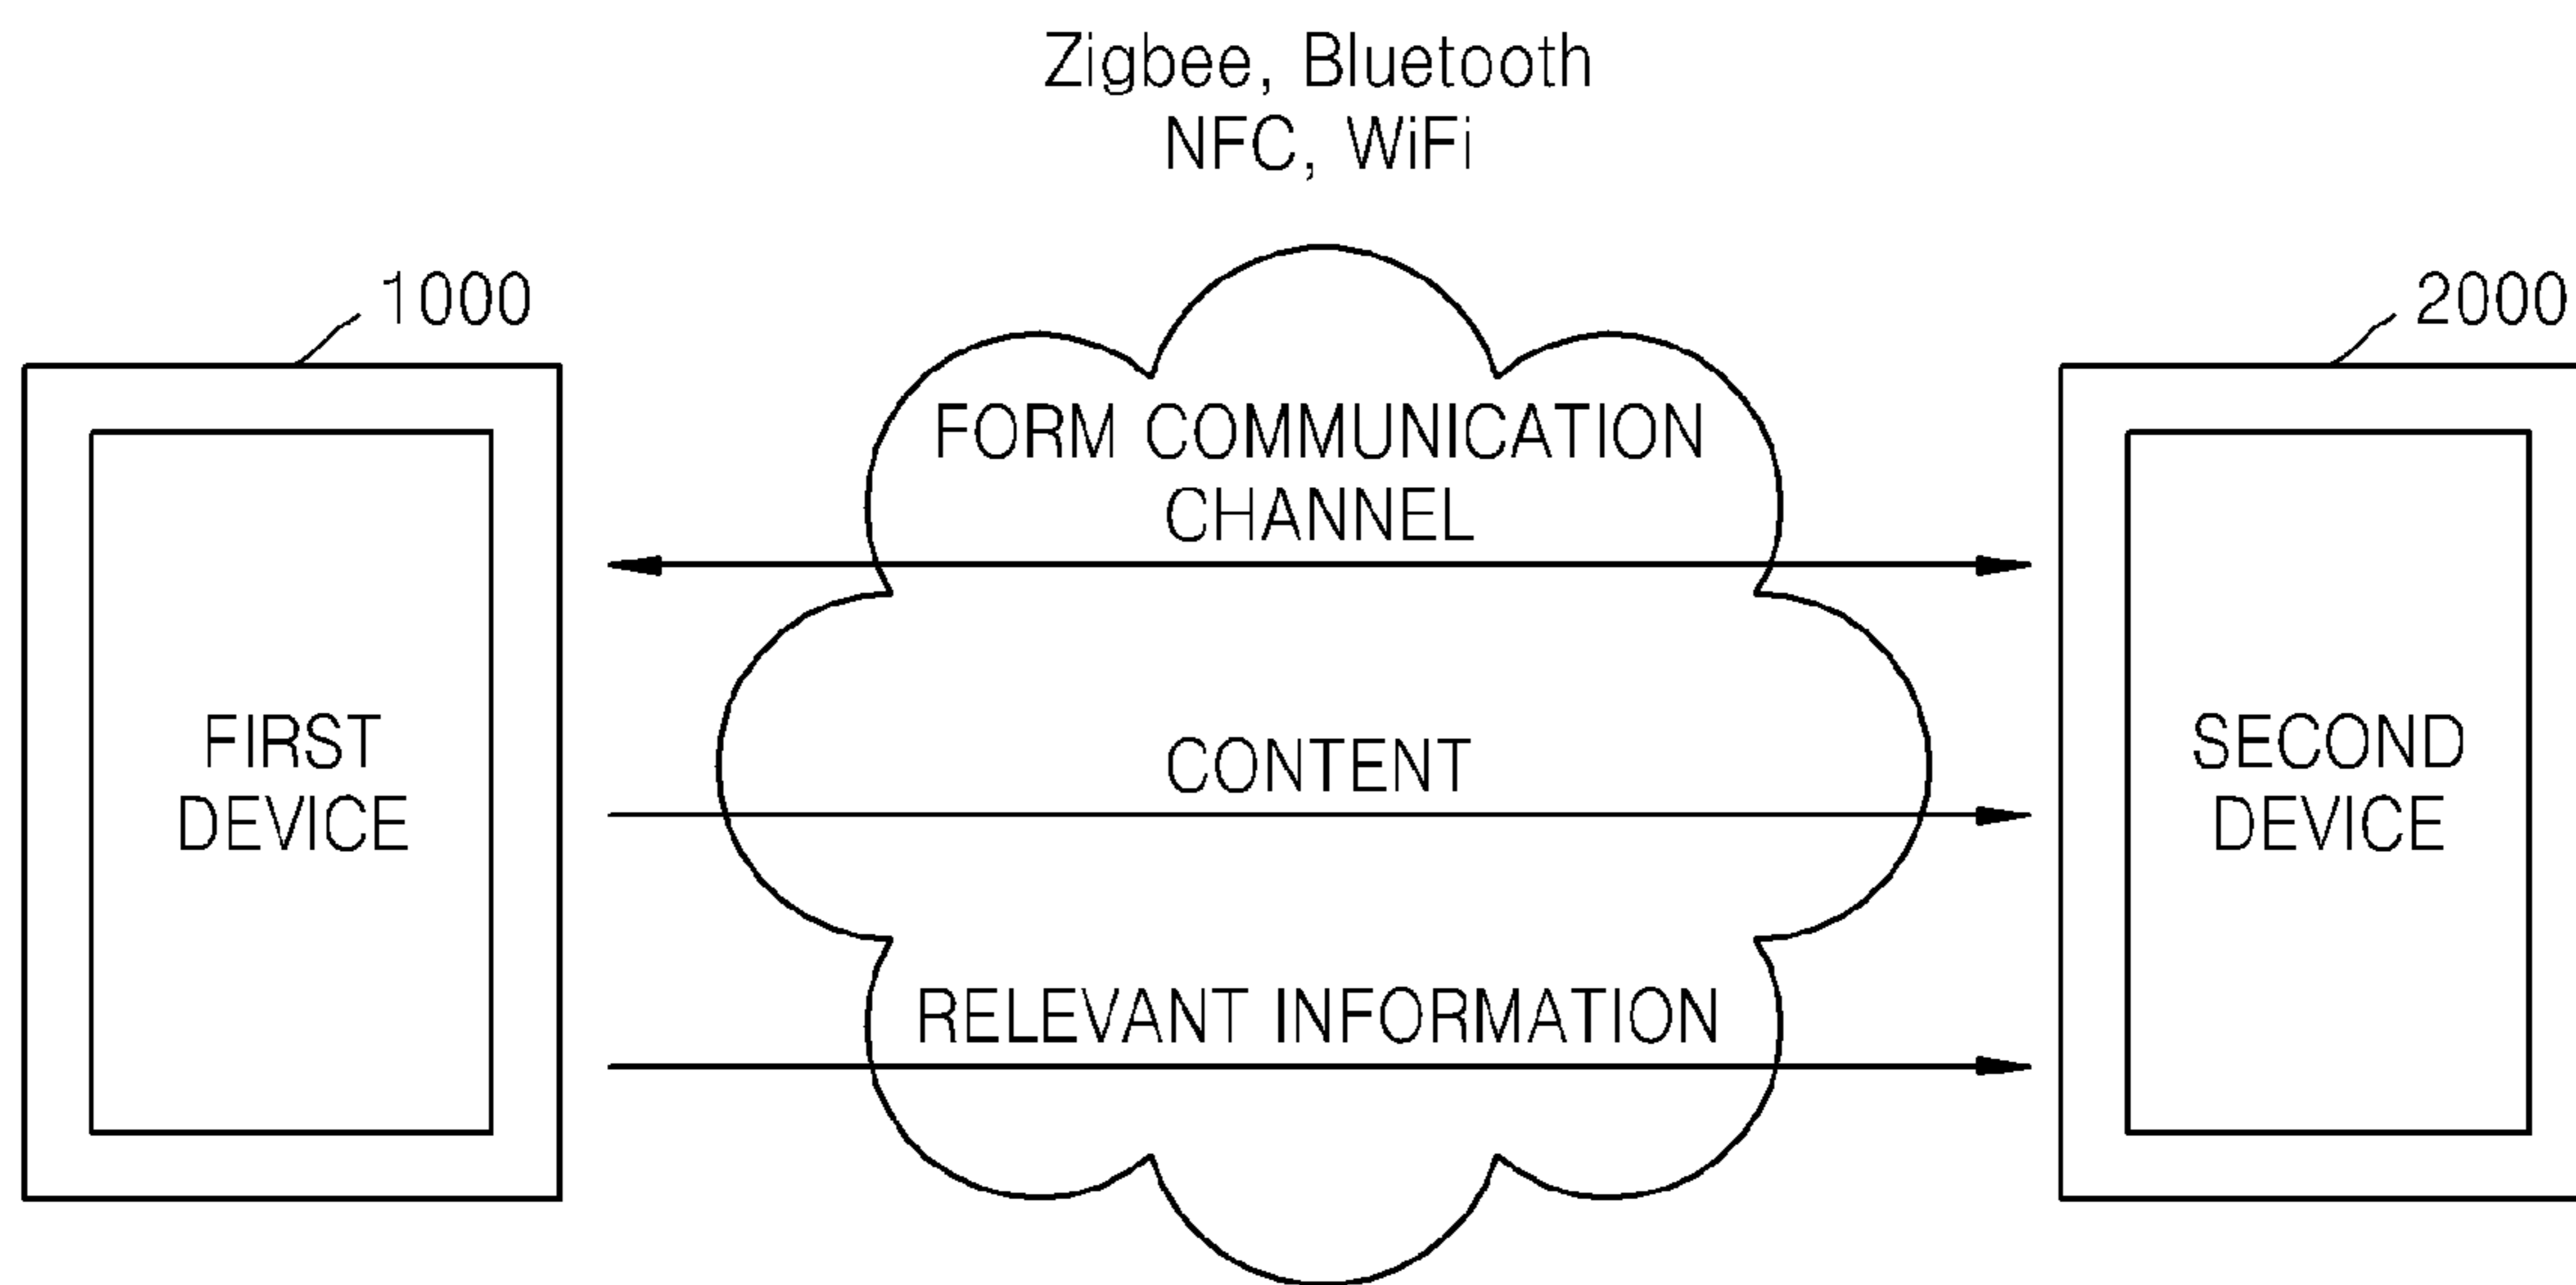 Zigbee, Bluetooth
NFC, WiFi
1000
2000
FORM COMMUNICATION
CHANNEL
FIRST
DEVICE
CONTENT
SECOND
DEVICE
RELEVANT INFORMATION